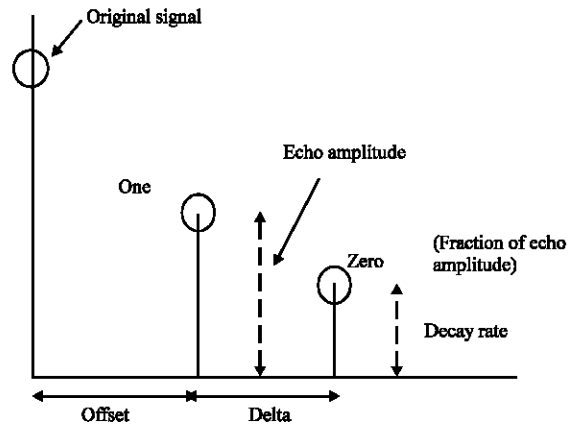 Original signal
Echo amplitude
One
Zero
(Fraction of echo
amplitude)
Decay rate
Offset
Delta